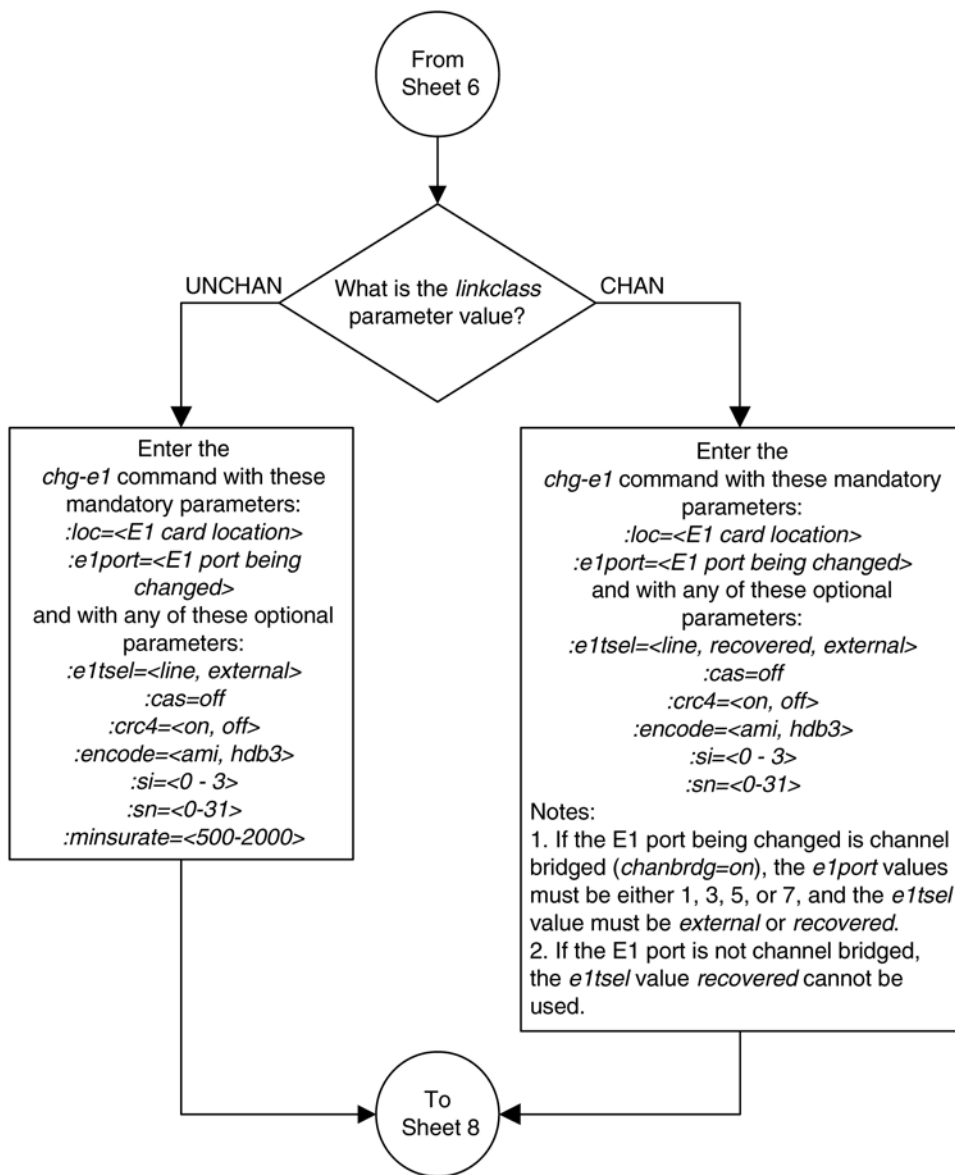 From
Sheet 6
What is the linkclass
parameter value?
UNCHAN
CHAN
Enter the
chg-e1 command with these
mandatory parameters:
:loc=<E1 card location>
:e1port=<E1 port being
changed>
and with any of these optional
parameters:
:e1tsel=<line, external>
:cas=off
:crc4=<on, off>
:encode=<ami, hdb3>
:si=<0 - 3>
:sn=<0-31>
:minsurate=<500-2000>
Enter the
chg-e1 command with these mandatory
parameters:
:loc=<E1 card location>
:e1port=<E1 port being changed>
and with any of these optional
parameters:
:e1tsel=<line, recovered, external>
:cas=off
:crc4=<on, off>
:encode=<ami, hdb3>
:si=<0 - 3>
:sn=<0-31>
Notes:
1. If the E1 port being changed is channel
bridged (chanbrdg=on), the e1port values
must be either 1, 3, 5, or 7, and the e1tsel
value must be external or recovered.
2. If the E1 port is not channel bridged,
the e1tsel value recovered cannot be
used.
To
Sheet 8